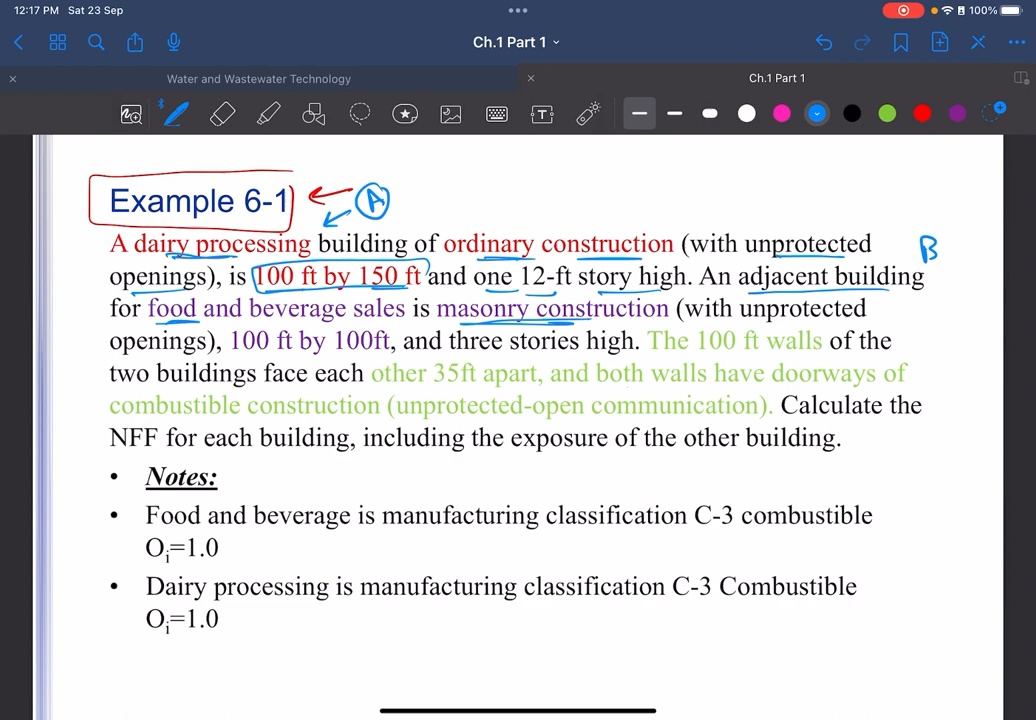 12:17 PM Sat 23 Sep
100%
Ch.1 Part 1
Water and Wastewater Technology
Ch.1 Part 1
Example 6-1
A
A dairy processing building of ordinary construction (with unprotected
B
openings), is 100 ft by 150 ft and one 12-ft story high. An adjacent building
for food and beverage sales is masonry construction (with unprotected
openings), 100 ft by 100ft, and three stories high. The 100 ft walls of the
two buildings face each other 35ft apart, and both walls have doorways of
combustible construction (unprotected-open communication). Calculate the
NFF for each building, including the exposure of the other building.
• Notes:
• Food and beverage is manufacturing classification C-3 combustible
Oi=1.0
• Dairy processing is manufacturing classification C-3 Combustible
Oi=1.0